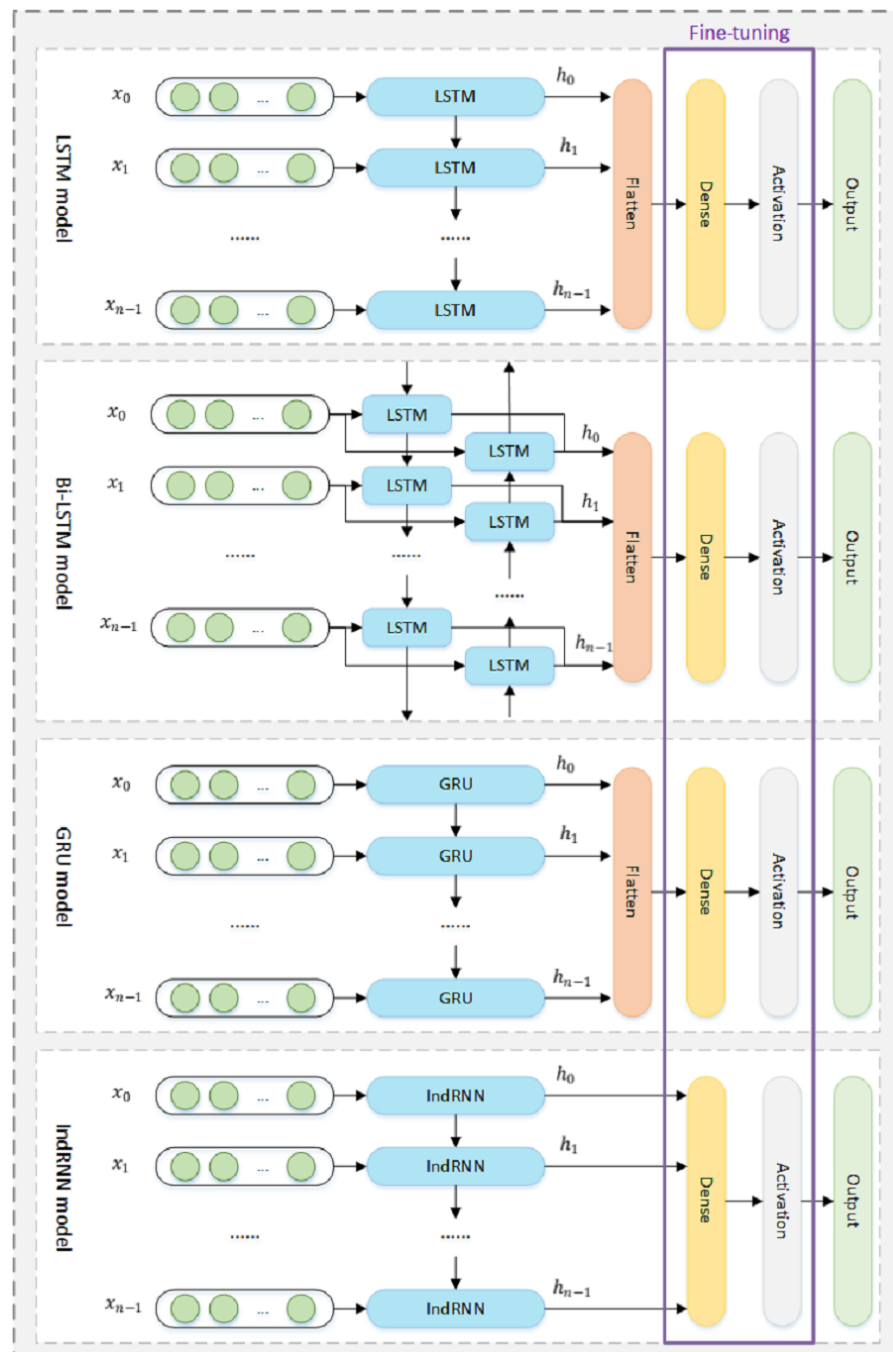 Fine-tuning
LSTM model
x0
...
LSTM
h0
x1
...
LSTM
h1
......
......
xn−1
...
LSTM
hn−1
Flatten
Dense
Activation
Output
Bi-LSTM model
x0
...
LSTM
LSTM
h0
x1
...
LSTM
LSTM
h1
......
......
......
xn−1
...
LSTM
LSTM
hn−1
Flatten
Dense
Activation
Output
GRU model
x0
...
GRU
h0
x1
...
GRU
h1
......
......
xn−1
...
GRU
hn−1
Flatten
Dense
Activation
Output
IndRNN model
x0
...
IndRNN
h0
x1
...
IndRNN
h1
......
......
xn−1
...
IndRNN
hn−1
Dense
Activation
Output